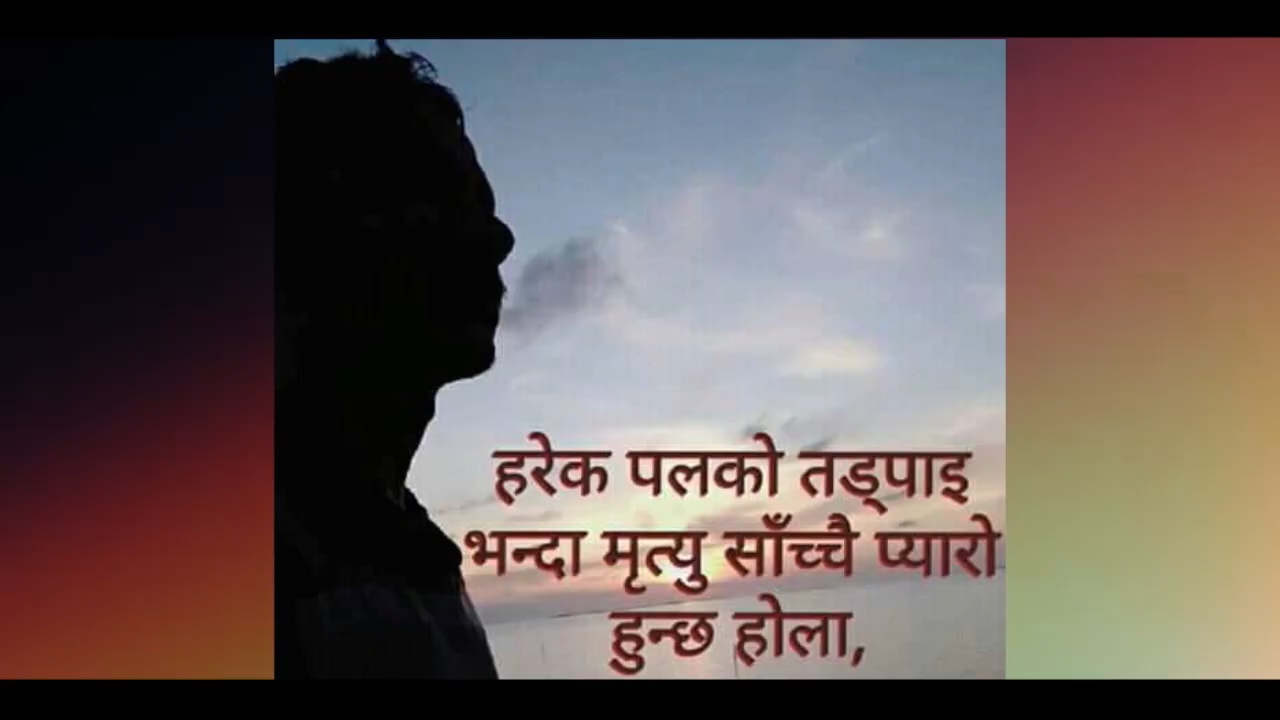 हरेक पलको तड्पाइ
भन्दा मृत्यु साँच्चै प्यारो
हुन्छ होला,